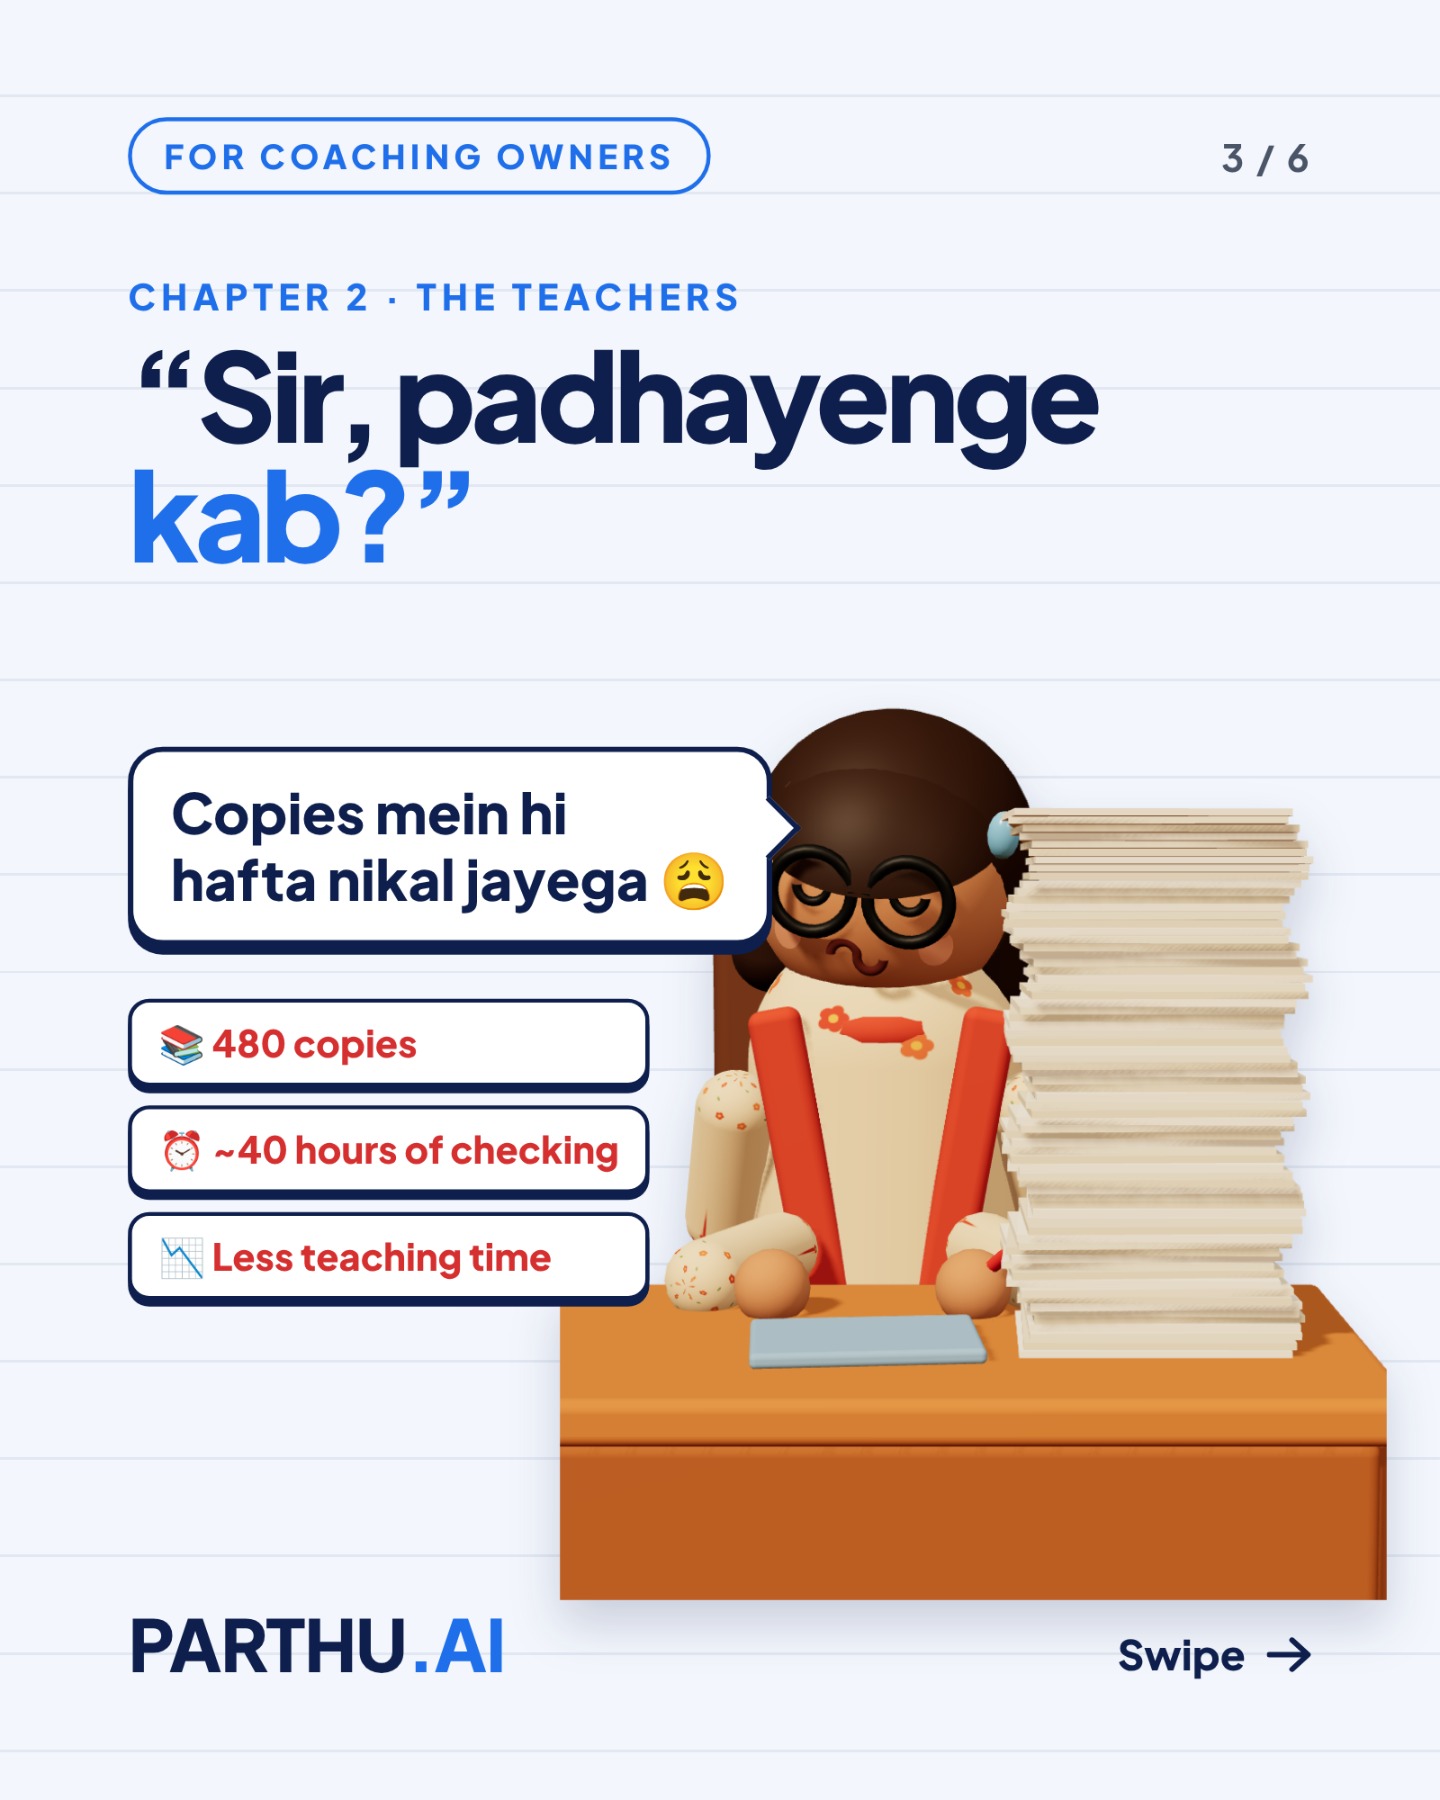 FOR COACHING OWNERS
3 / 6
CHAPTER 2 · THE TEACHERS
“Sir, padhayenge
kab?”
Copies mein hi
hafta nikal jayega 😩
📚 480 copies
⏰ ~40 hours of checking
📉 Less teaching time
PARTHU.AI
Swipe →